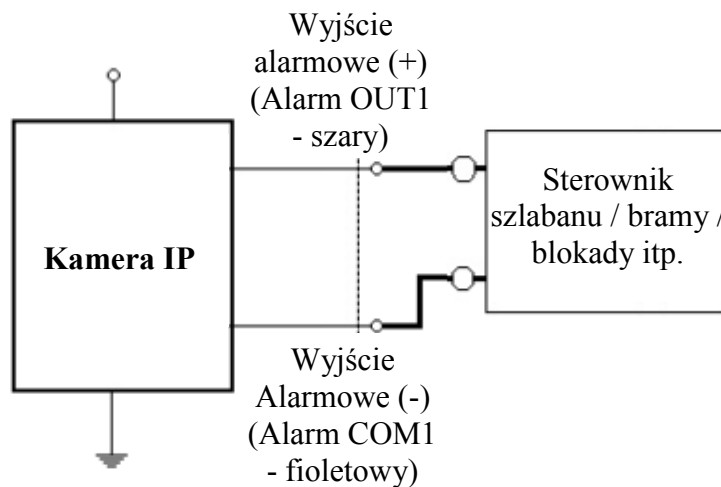 Wyjście
alarmowe (+)
(Alarm OUT1
- szary)
Kamera IP
Sterownik
szlabanu / bramy /
blokady itp.
Wyjście
Alarmowe (-)
(Alarm COM1
- fioletowy)